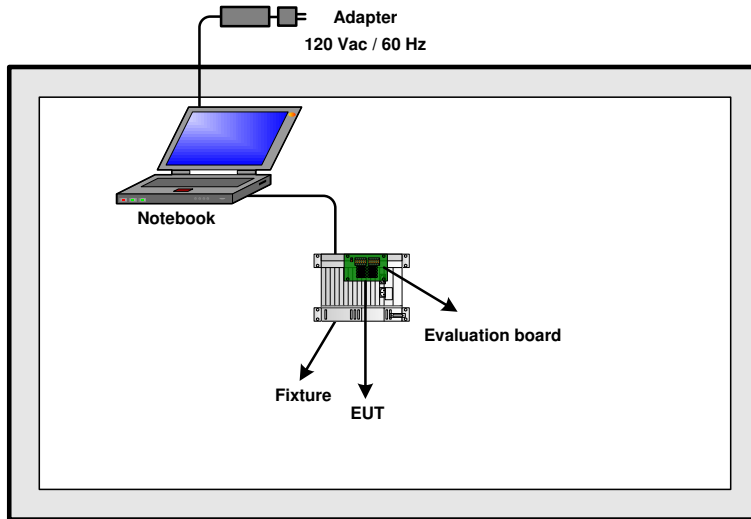 Adapter
120 Vac / 60 Hz
Notebook
Evaluation board
Fixture
EUT